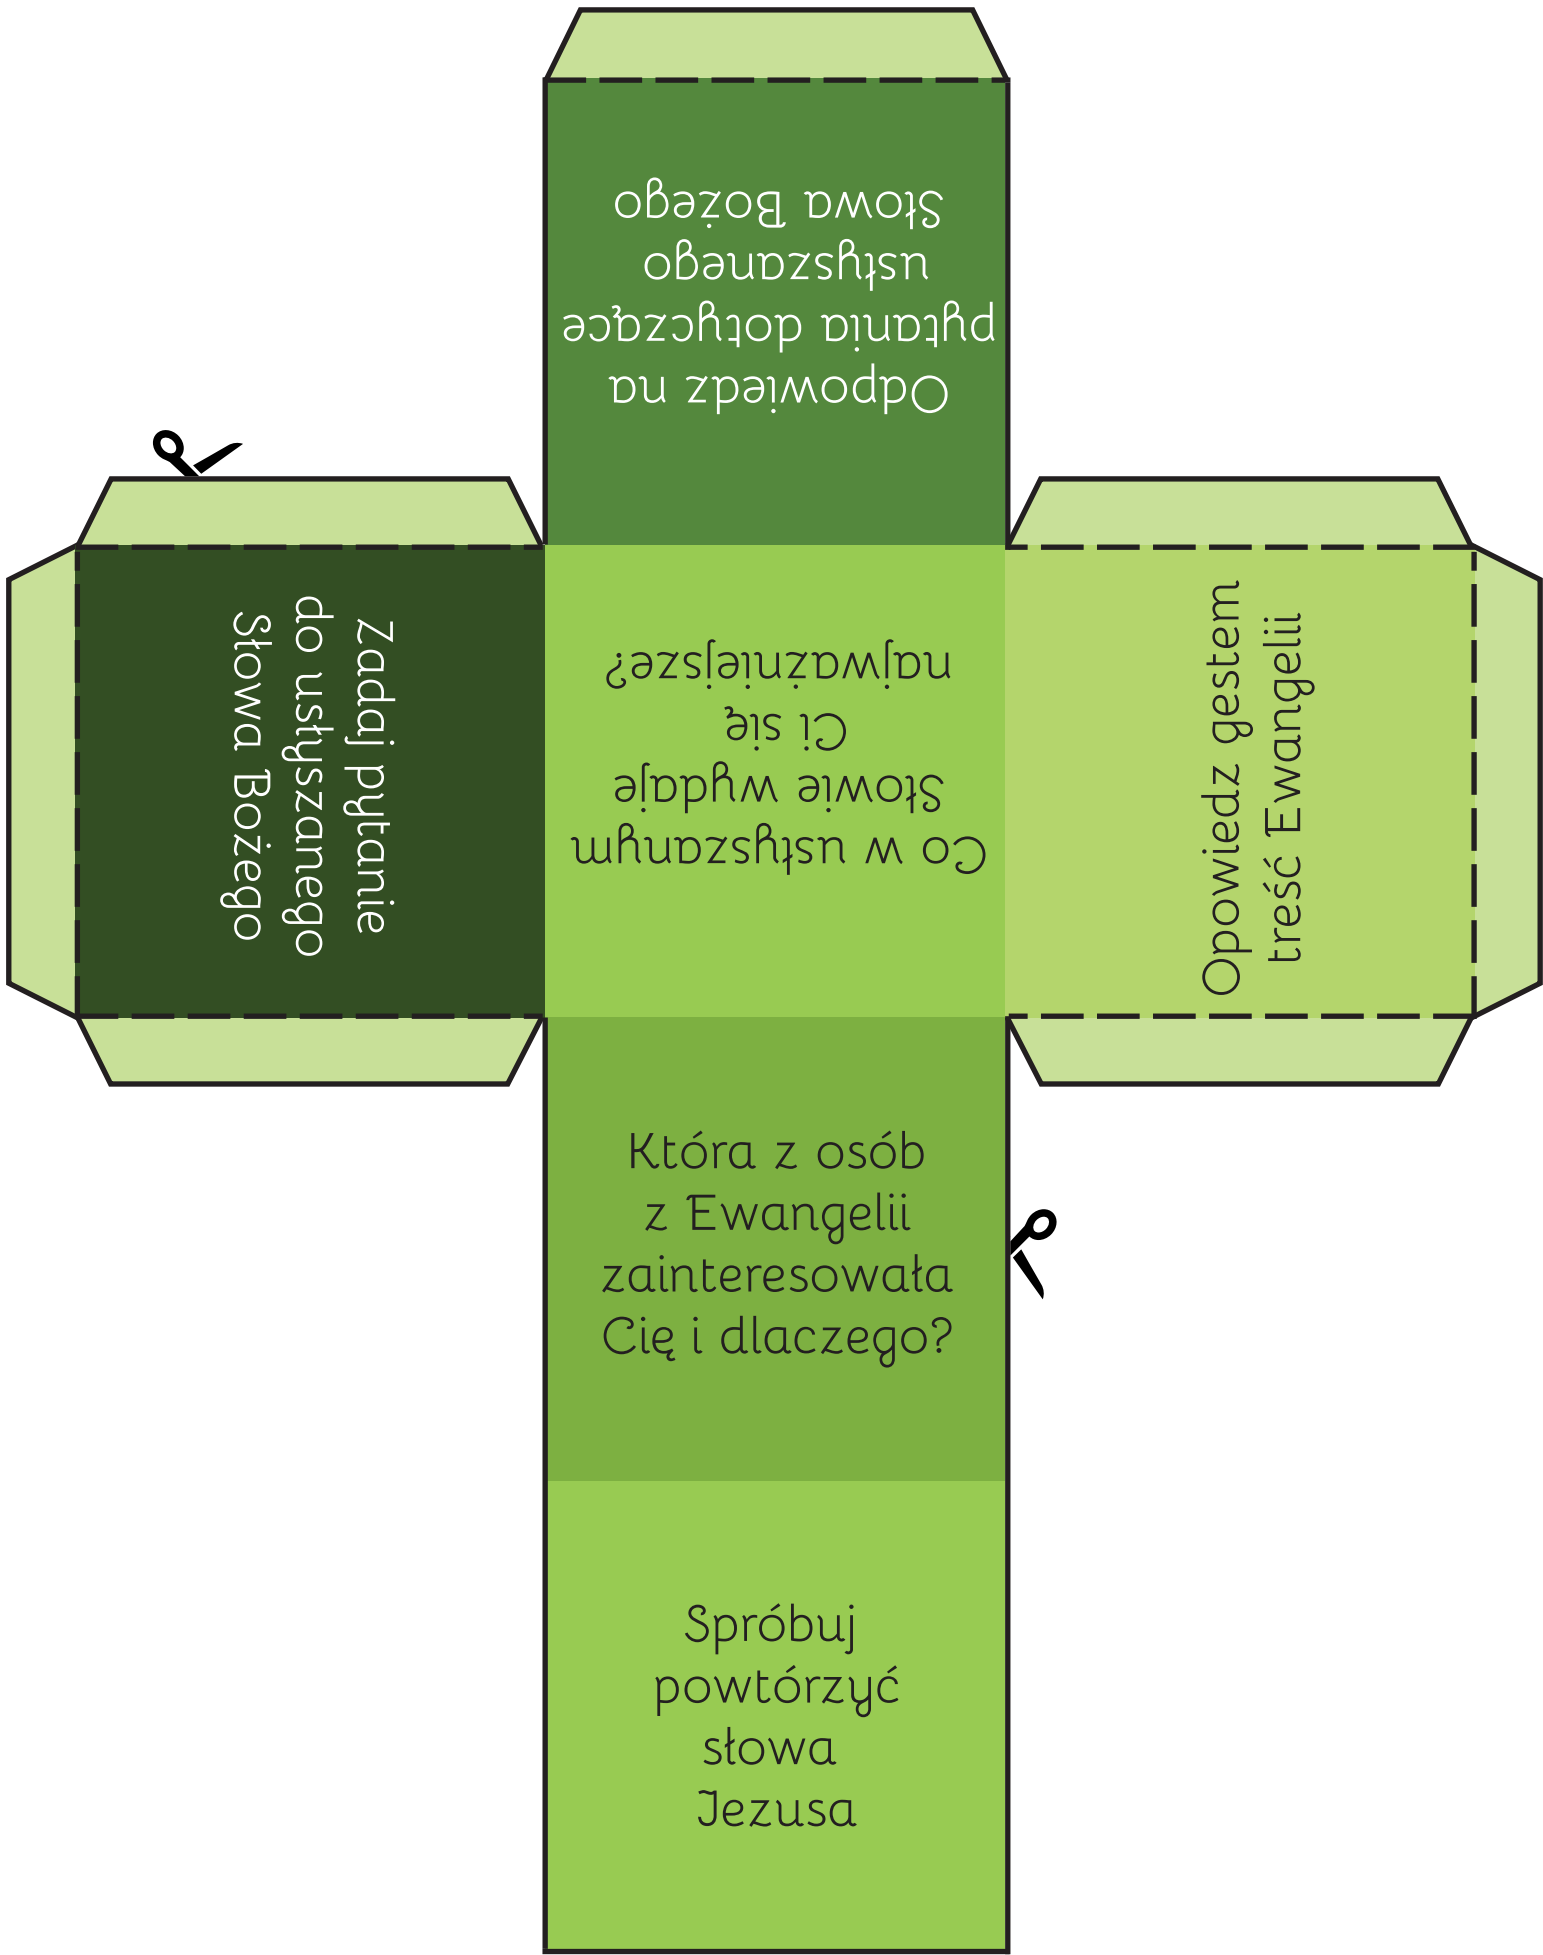 Odpowiedz na
pytania dotyczące
usłyszanego
Słowa Bożego
Zadaj pytanie
do usłyszanego
Słowa Bożego
Co w usłyszanym
Słowie wydaje
Ci się
najważniejsze?
Opowiedz gestem
treść Ewangelii
Która z osób
z Ewangelii
zainteresowała
Cię i dlaczego?
Spróbuj
powtórzyć
słowa
Jezusa